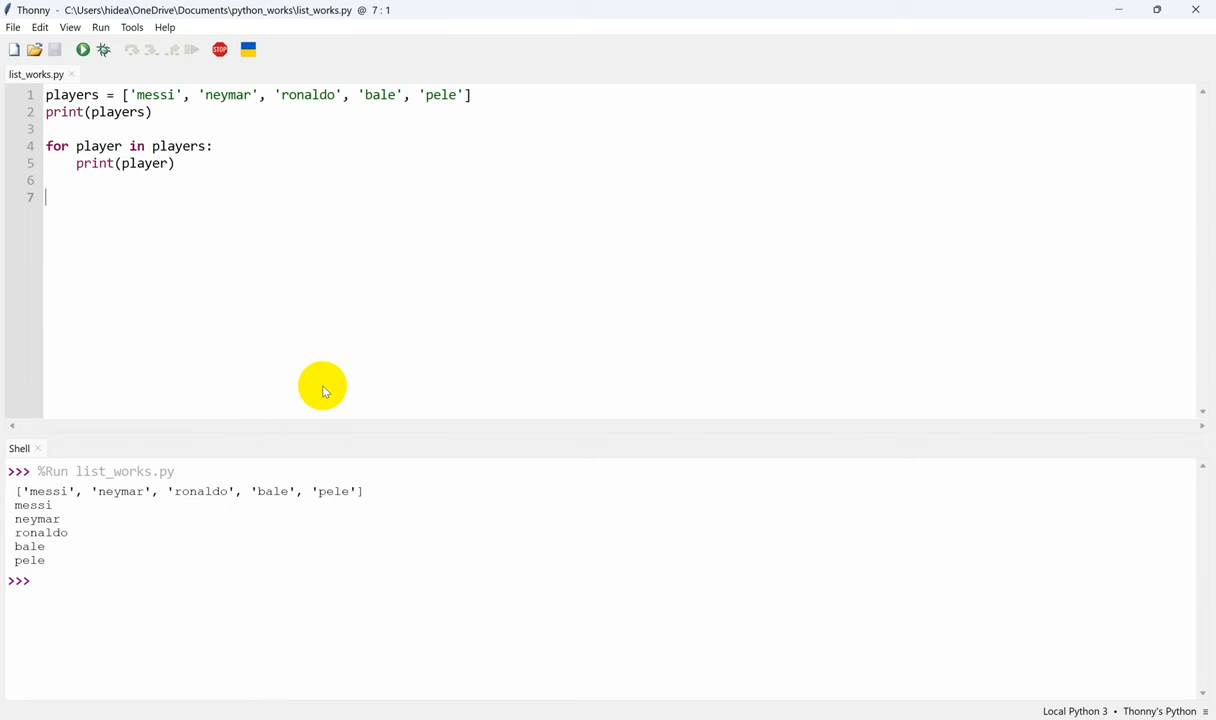 Thonny - C:\Users\hidea\OneDrive\Documents\python_works\list_works.py @ 7 : 1
File Edit View Run Tools Help
STOP
list_works.py ×
1 players = ['messi', 'neymar', 'ronaldo', 'bale', 'pele']
2 print(players)
3
4 for player in players:
5     print(player)
6
7
Shell ×
>>> %Run list_works.py
['messi', 'neymar', 'ronaldo', 'bale', 'pele']
messi
neymar
ronaldo
bale
pele
>>>
Local Python 3 • Thonny's Python ≡